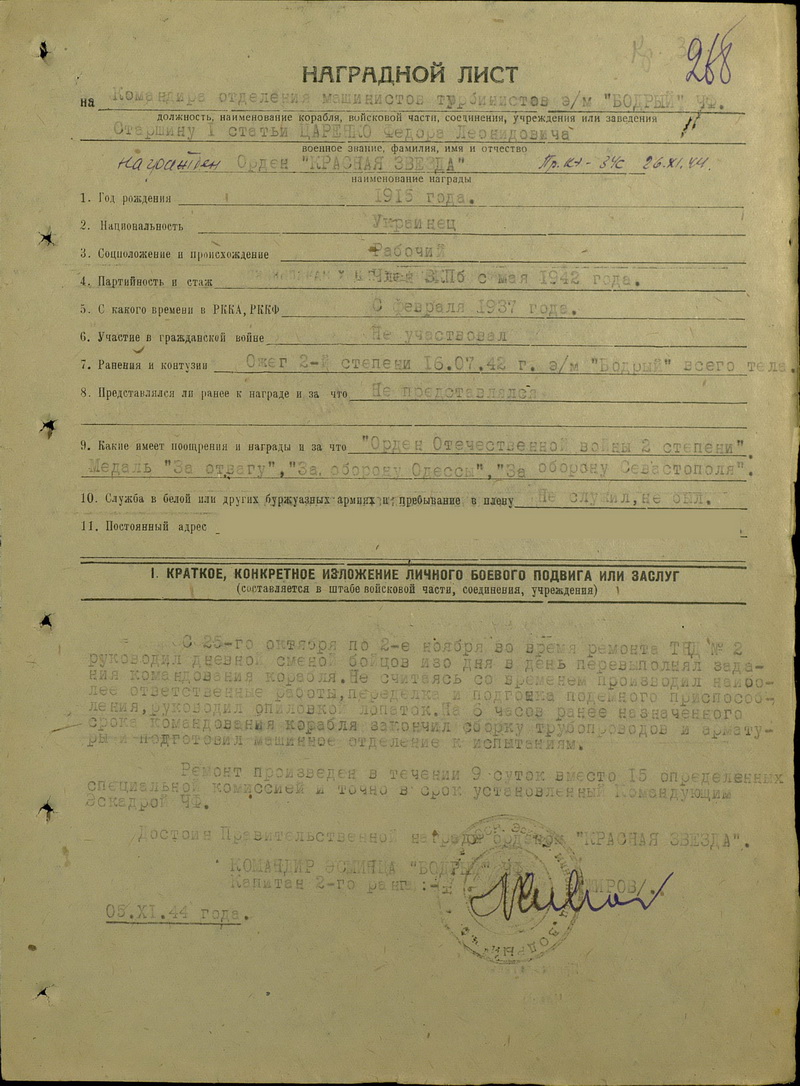 268
НАГРАДНОЙ ЛИСТ
на Командира отделения машинистов турбинистов э/м "БОДРЫЙ" ЧФ.
должность, наименование корабля, войсковой части, соединения, учреждения или заведения
Старшину 1 статьи ЦАРЕНКО Федора Леонидовича
военное звание, фамилия, имя и отчество
Награжден Орден "КРАСНАЯ ЗВЕЗДА" 26.XI.44.
наименование награды
1. Год рождения 1915 года.
2. Национальность Украинец
3. Соцположение и происхождение Рабочий
4. Партийность и стаж Член ВКПб с мая 1942 года.
5. С какого времени в РККА, РККФ С февраля 1937 года.
6. Участие в гражданской войне Не участвовал
7. Ранения и контузии Ожег 2-й степени 16.07.42 г. э/м "Бодрый" всего тела.
8. Представлялся ли ранее к награде и за что Не представлялся
9. Какие имеет поощрения и награды и за что "Орден Отечественной войны 2 степени"
Медаль "За отвагу", "За оборону Одессы", "За оборону Севастополя".
10. Служба в белой или других буржуазных армиях и пребывание в плену Не служил, не был.
11. Постоянный адрес
I. КРАТКОЕ, КОНКРЕТНОЕ ИЗЛОЖЕНИЕ ЛИЧНОГО БОЕВОГО ПОДВИГА ИЛИ ЗАСЛУГ
(составляется в штабе войсковой части, соединения, учреждения)
С 25-го октября по 2-е ноября во время ремонта № 2
руководил дневной сменой бойцов изо дня в день перевыполнял зада-
ния командования корабля. Не считаясь со временем производил наибо-
лее ответственные работы, переделка и подгонка подемного приспособ-
ления, руководил опиловкой лопаток. На 6 часов ранее назначенного
срока командования корабля закончил сборку трубопроводов и армату-
ры и подготовил машинное отделение к испытаниям.
Ремонт произведен в течении 9 суток вместо 15 определенных
специальной комиссией и точно в срок установленный Командующим
Эскадрой ЧФ.
Достоин Правительственной награды ордена "КРАСНАЯ ЗВЕЗДА".
КОМАНДИР ЭСМИНЦА "БОДРЫЙ" ЧФ
Капитан 2-го ранга:-
05.XI.44 года.